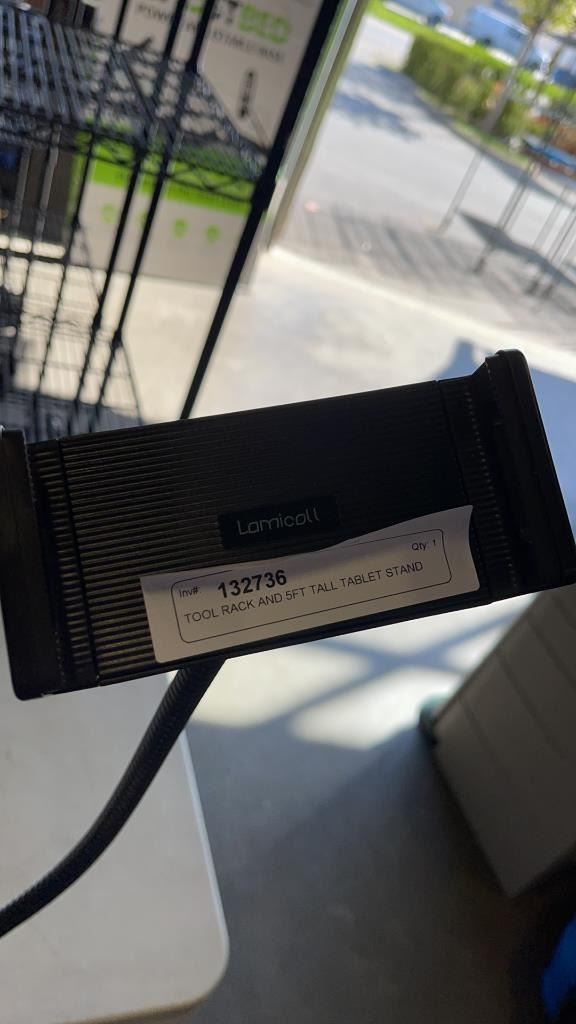 Lamicall
Inv#: 132736
Qty: 1
TOOL RACK AND 5FT TALL TABLET STAND